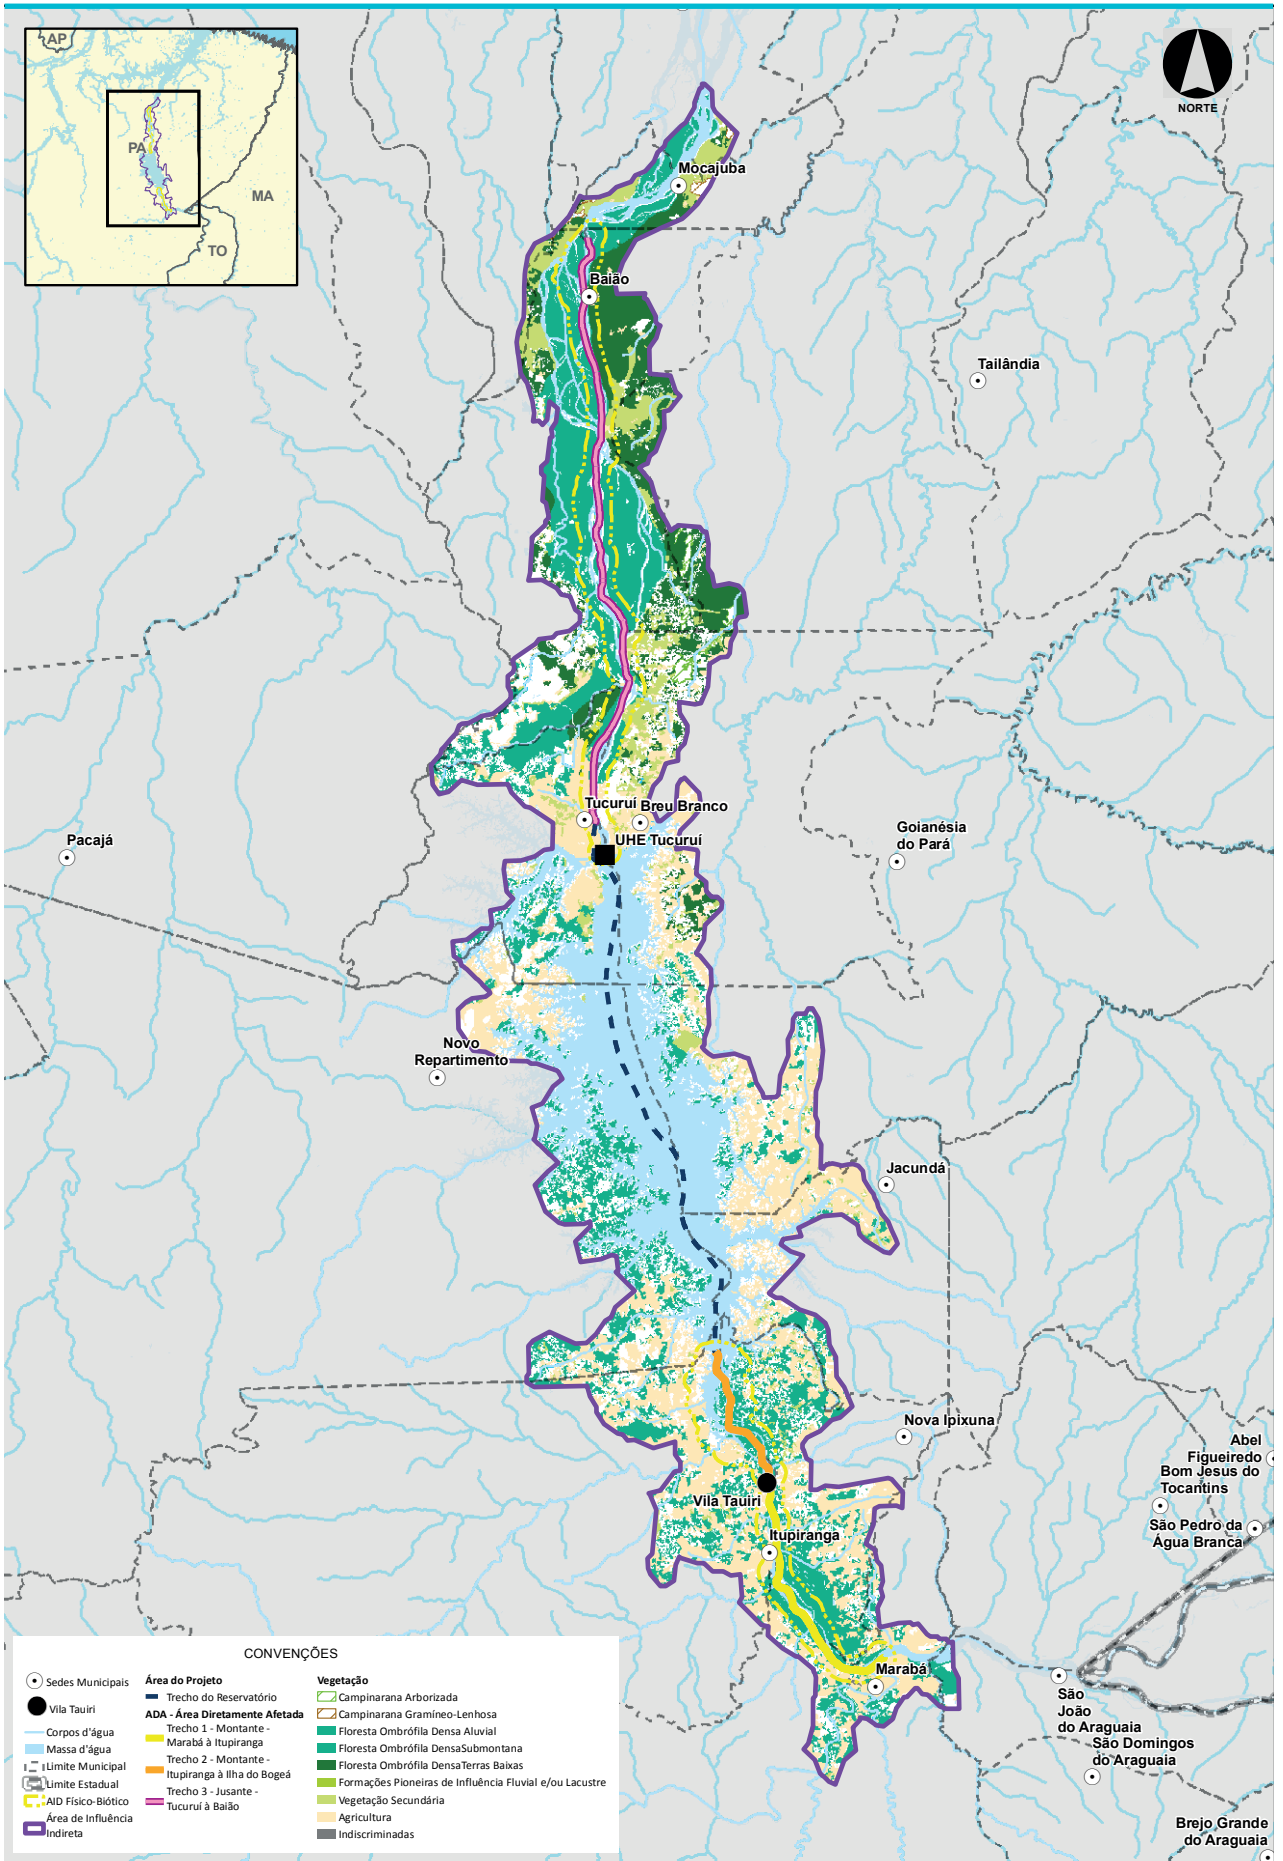 AP
PA
MA
TO
NORTE
Mocajuba
Baião
Tailândia
Tucuruí
Breu Branco
UHE Tucuruí
Pacajá
Goianésia
do Pará
Novo
Repartimento
Jacundá
Nova Ipixuna
Abel
Figueiredo
Bom Jesus do
Tocantins
São Pedro da
Água Branca
Vila Tauiri
Itupiranga
Marabá
São
João
do Araguaia
São Domingos
do Araguaia
Brejo Grande
do Araguaia
CONVENÇÕES
Sedes Municipais
Vila Tauiri
Corpos d'água
Massa d'água
Limite Municipal
Limite Estadual
AID Físico-Biótico
Área de Influência
Indireta
Área do Projeto
Trecho do Reservatório
ADA - Área Diretamente Afetada
Trecho 1 - Montante -
Marabá à Itupiranga
Trecho 2 - Montante -
Itupiranga à Ilha do Bogeá
Trecho 3 - Jusante -
Tucuruí à Baião
Vegetação
Campinarana Arborizada
Campinarana Gramíneo-Lenhosa
Floresta Ombrófila Densa Aluvial
Floresta Ombrófila DensaSubmontana
Floresta Ombrófila DensaTerras Baixas
Formações Pioneiras de Influência Fluvial e/ou Lacustre
Vegetação Secundária
Agricultura
Indiscriminadas